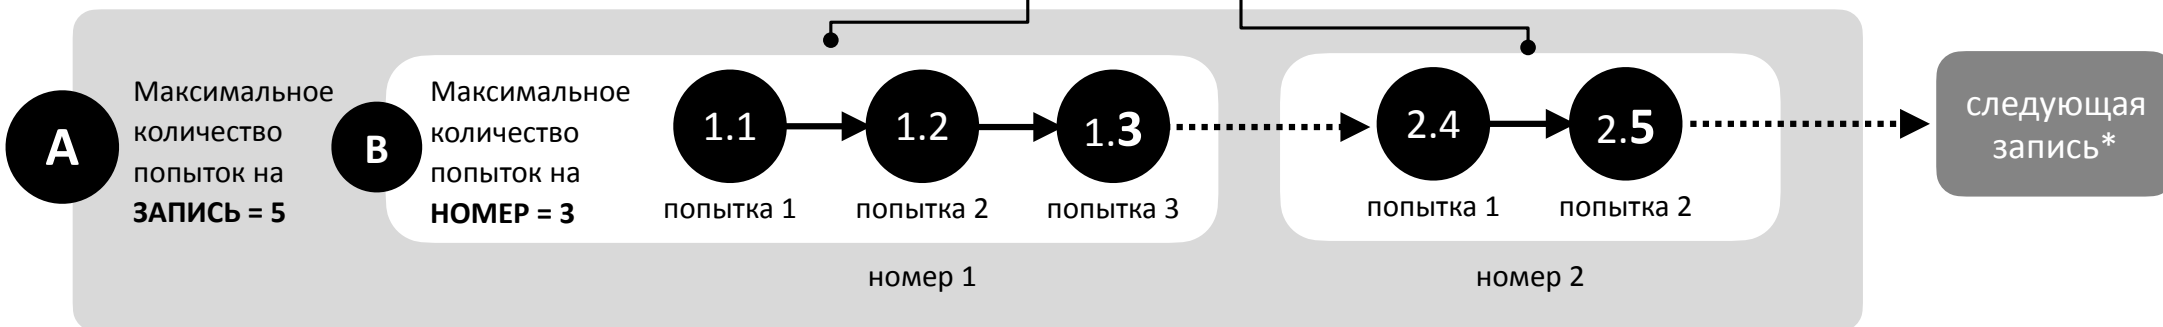 A
Максимальное
количество
попыток на
ЗАПИСЬ = 5
B
Максимальное
количество
попыток на
НОМЕР = 3
1.1
1.2
1.3
попытка 1
попытка 2
попытка 3
номер 1
2.4
2.5
попытка 1
попытка 2
номер 2
следующая
запись*